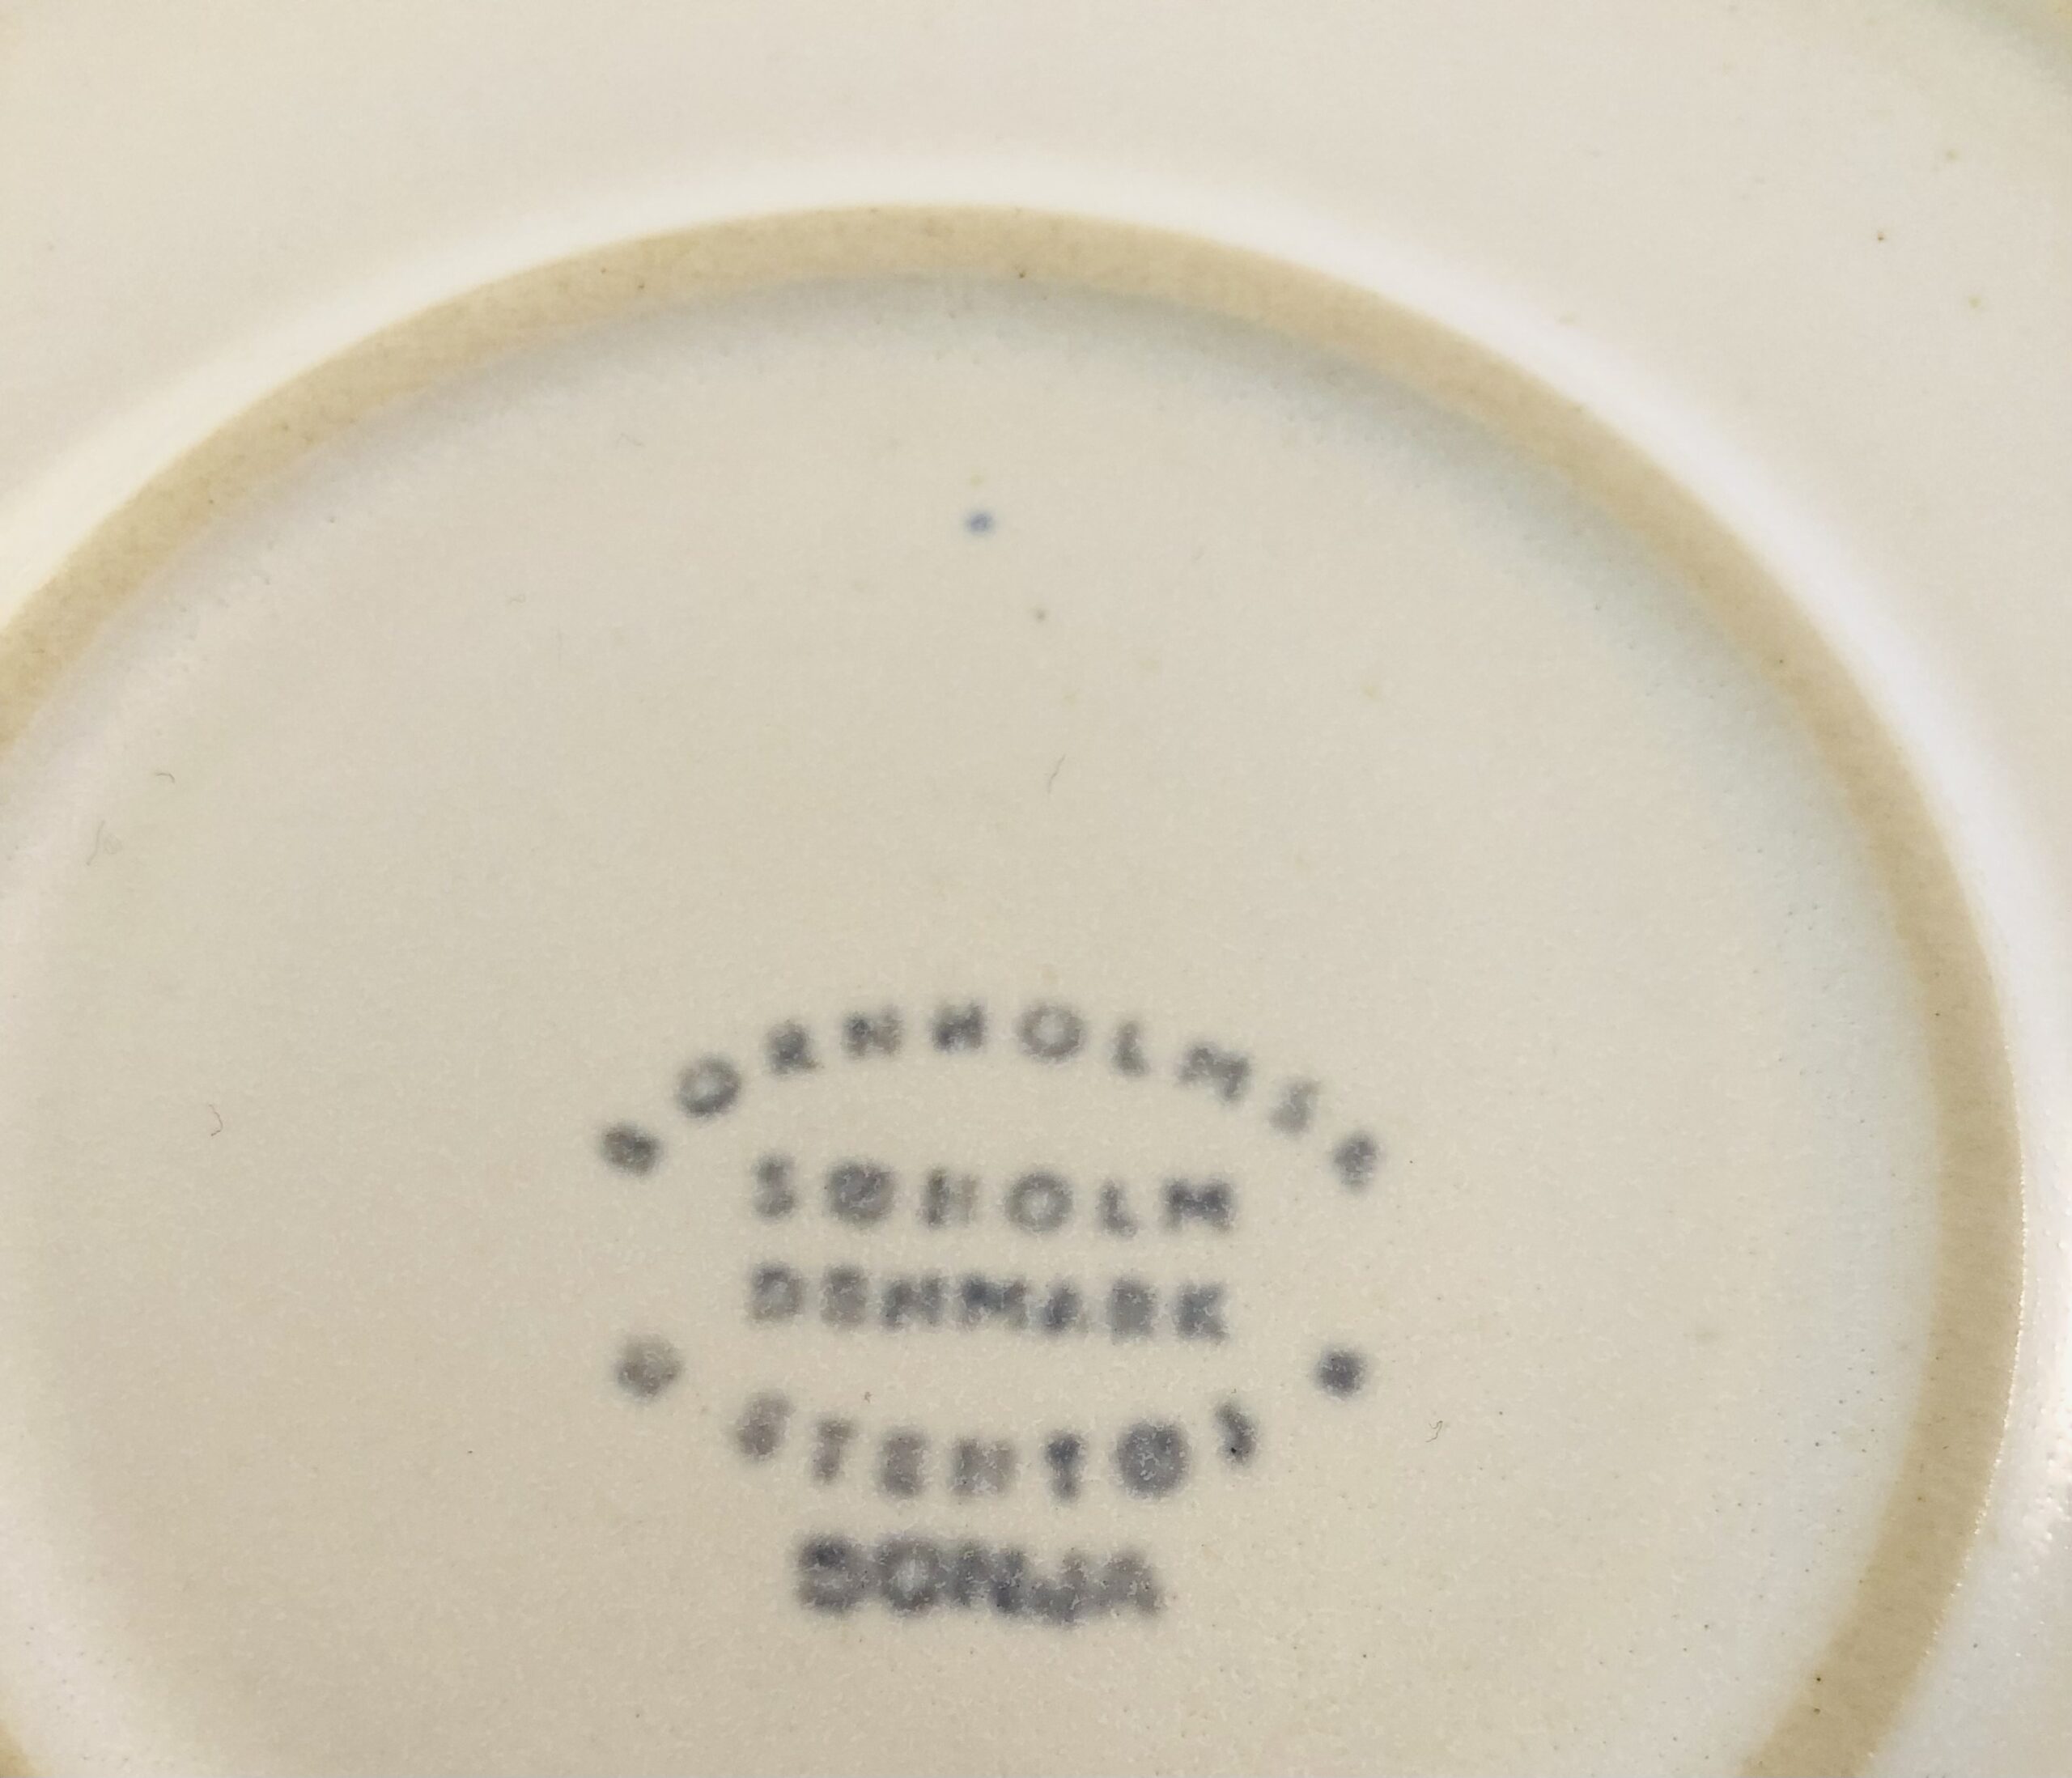 BORNHOLMSK
SØHOLM
DENMARK
• STENTØJ •
SONJA